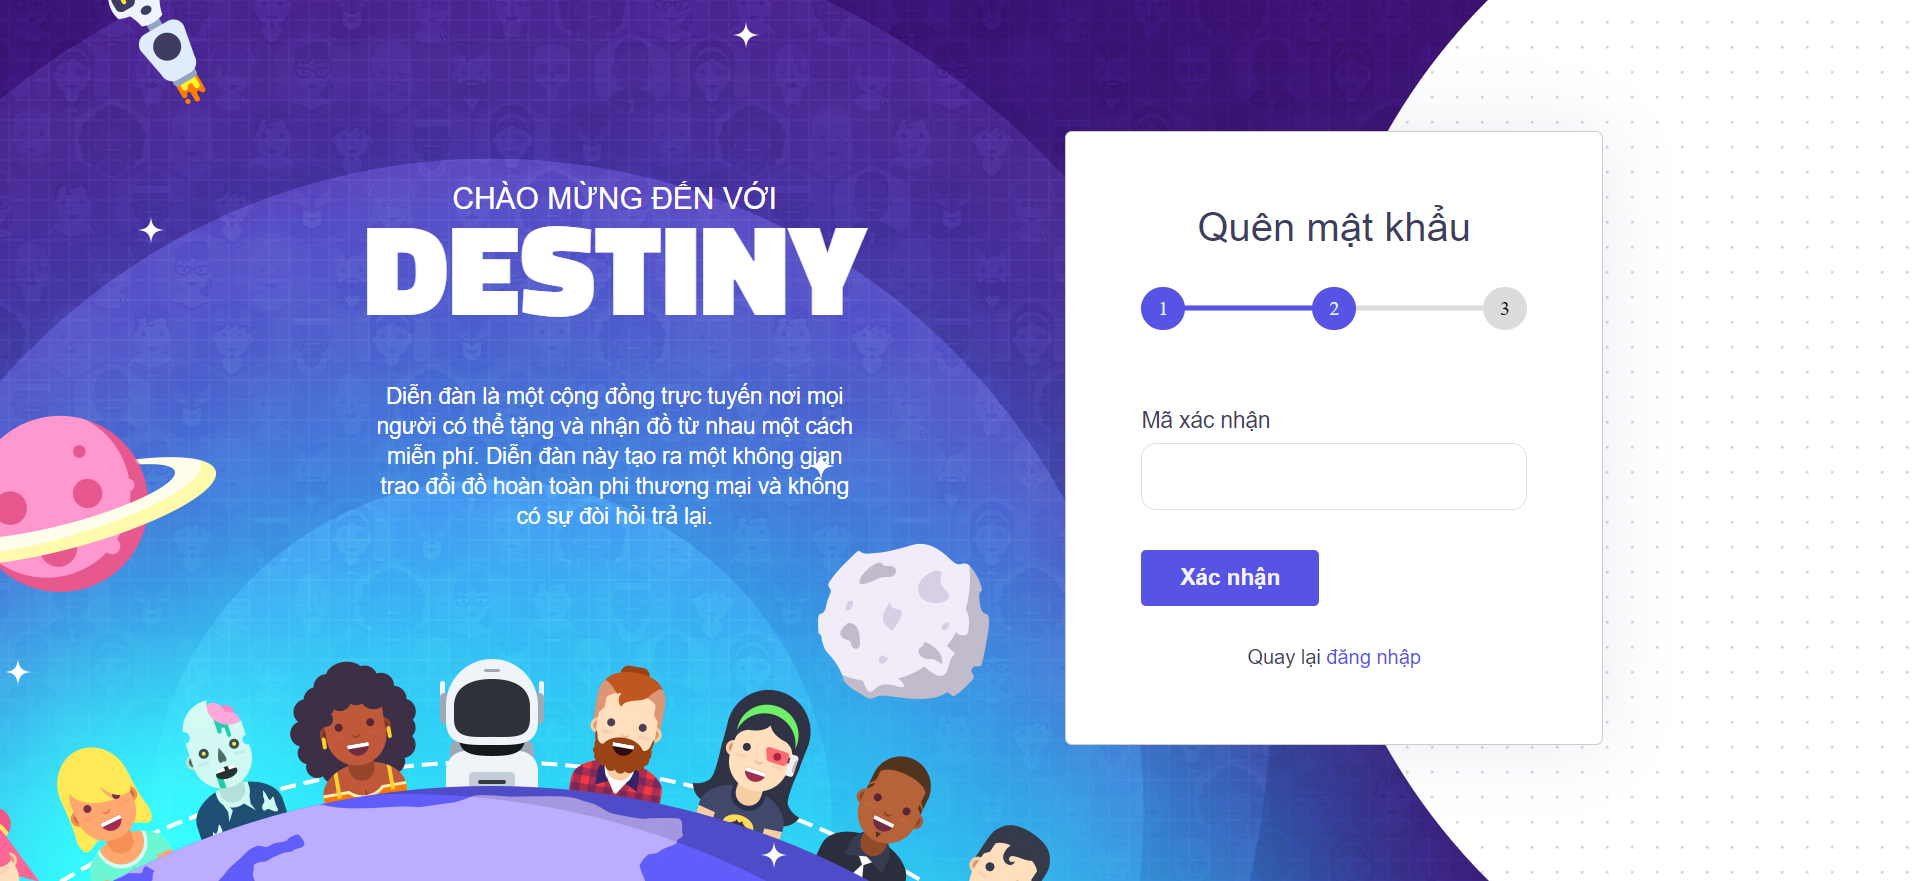 CHÀO MỪNG ĐẾN VỚI
DESTINY
Diễn đàn là một cộng đồng trực tuyến nơi mọi
người có thể tặng và nhận đồ từ nhau một cách
miễn phí. Diễn đàn này tạo ra một không gian
trao đổi đồ hoàn toàn phi thương mại và không
có sự đòi hỏi trả lại.
Quên mật khẩu
1 2 3
Mã xác nhận
Xác nhận
Quay lại đăng nhập